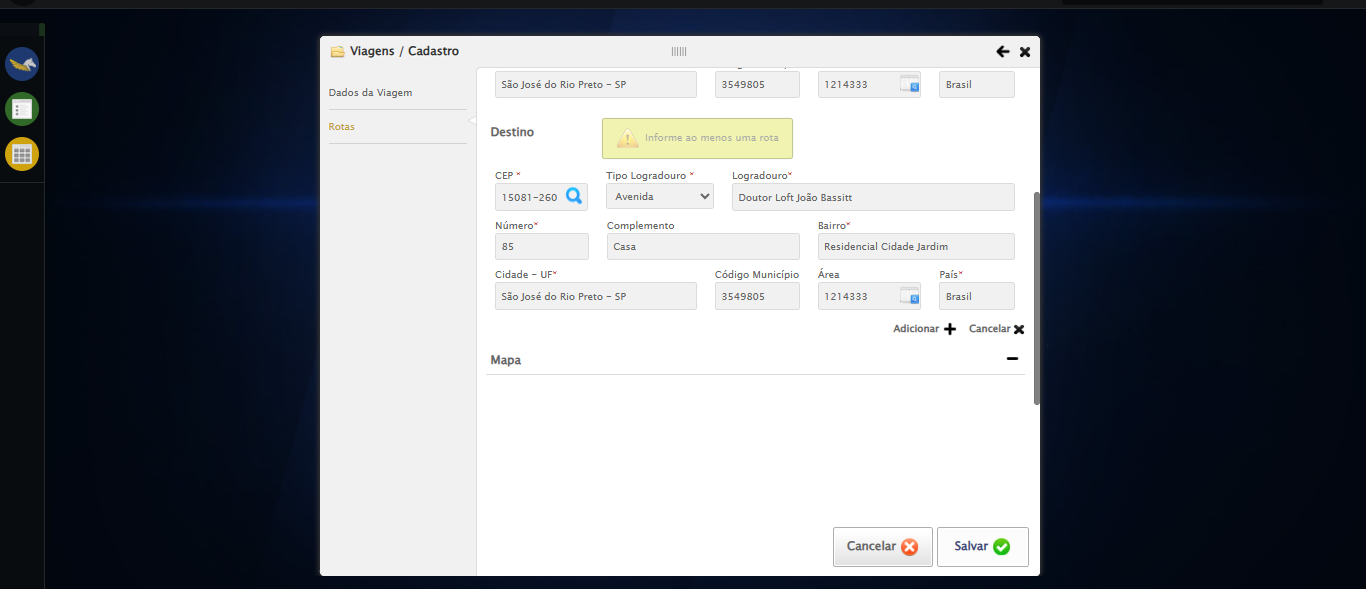 Viagens / Cadastro
Dados da Viagem
Rotas
São José do Rio Preto - SP 3549805 1214333 Brasil
Destino
Informe ao menos uma rota
CEP * Tipo Logradouro * Logradouro*
15081-260 Avenida Doutor Loft João Bassitt
Número* Complemento Bairro*
85 Casa Residencial Cidade Jardim
Cidade - UF* Código Município Área País*
São José do Rio Preto - SP 3549805 1214333 Brasil
Adicionar Cancelar
Mapa
Cancelar Salvar